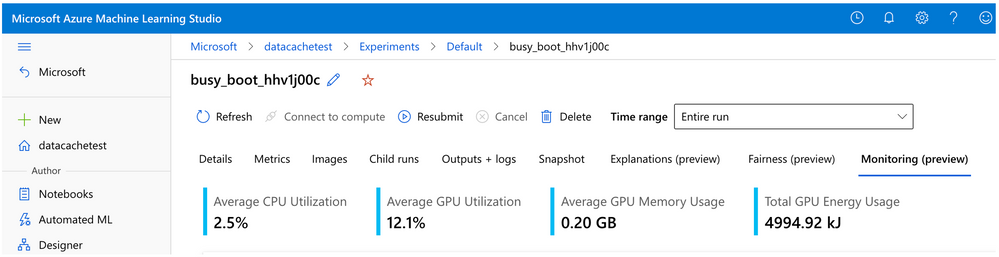 Microsoft Azure Machine Learning Studio
Microsoft > datacachetest > Experiments > Default > busy_boot_hhv1j00c
Microsoft
busy_boot_hhv1j00c
Refresh Connect to compute Resubmit Cancel Delete Time range Entire run
New
datacachetest
Author
Notebooks
Automated ML
Designer
Details Metrics Images Child runs Outputs + logs Snapshot Explanations (preview) Fairness (preview) Monitoring (preview)
Average CPU Utilization Average GPU Utilization Average GPU Memory Usage Total GPU Energy Usage
2.5% 12.1% 0.20 GB 4994.92 kJ